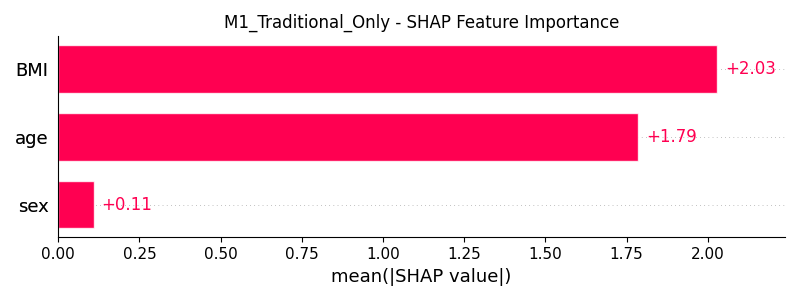 M1_Traditional_Only - SHAP Feature Importance
BMI
+2.03
age
+1.79
sex
+0.11
0.00 0.25 0.50 0.75 1.00 1.25 1.50 1.75 2.00
mean(|SHAP value|)